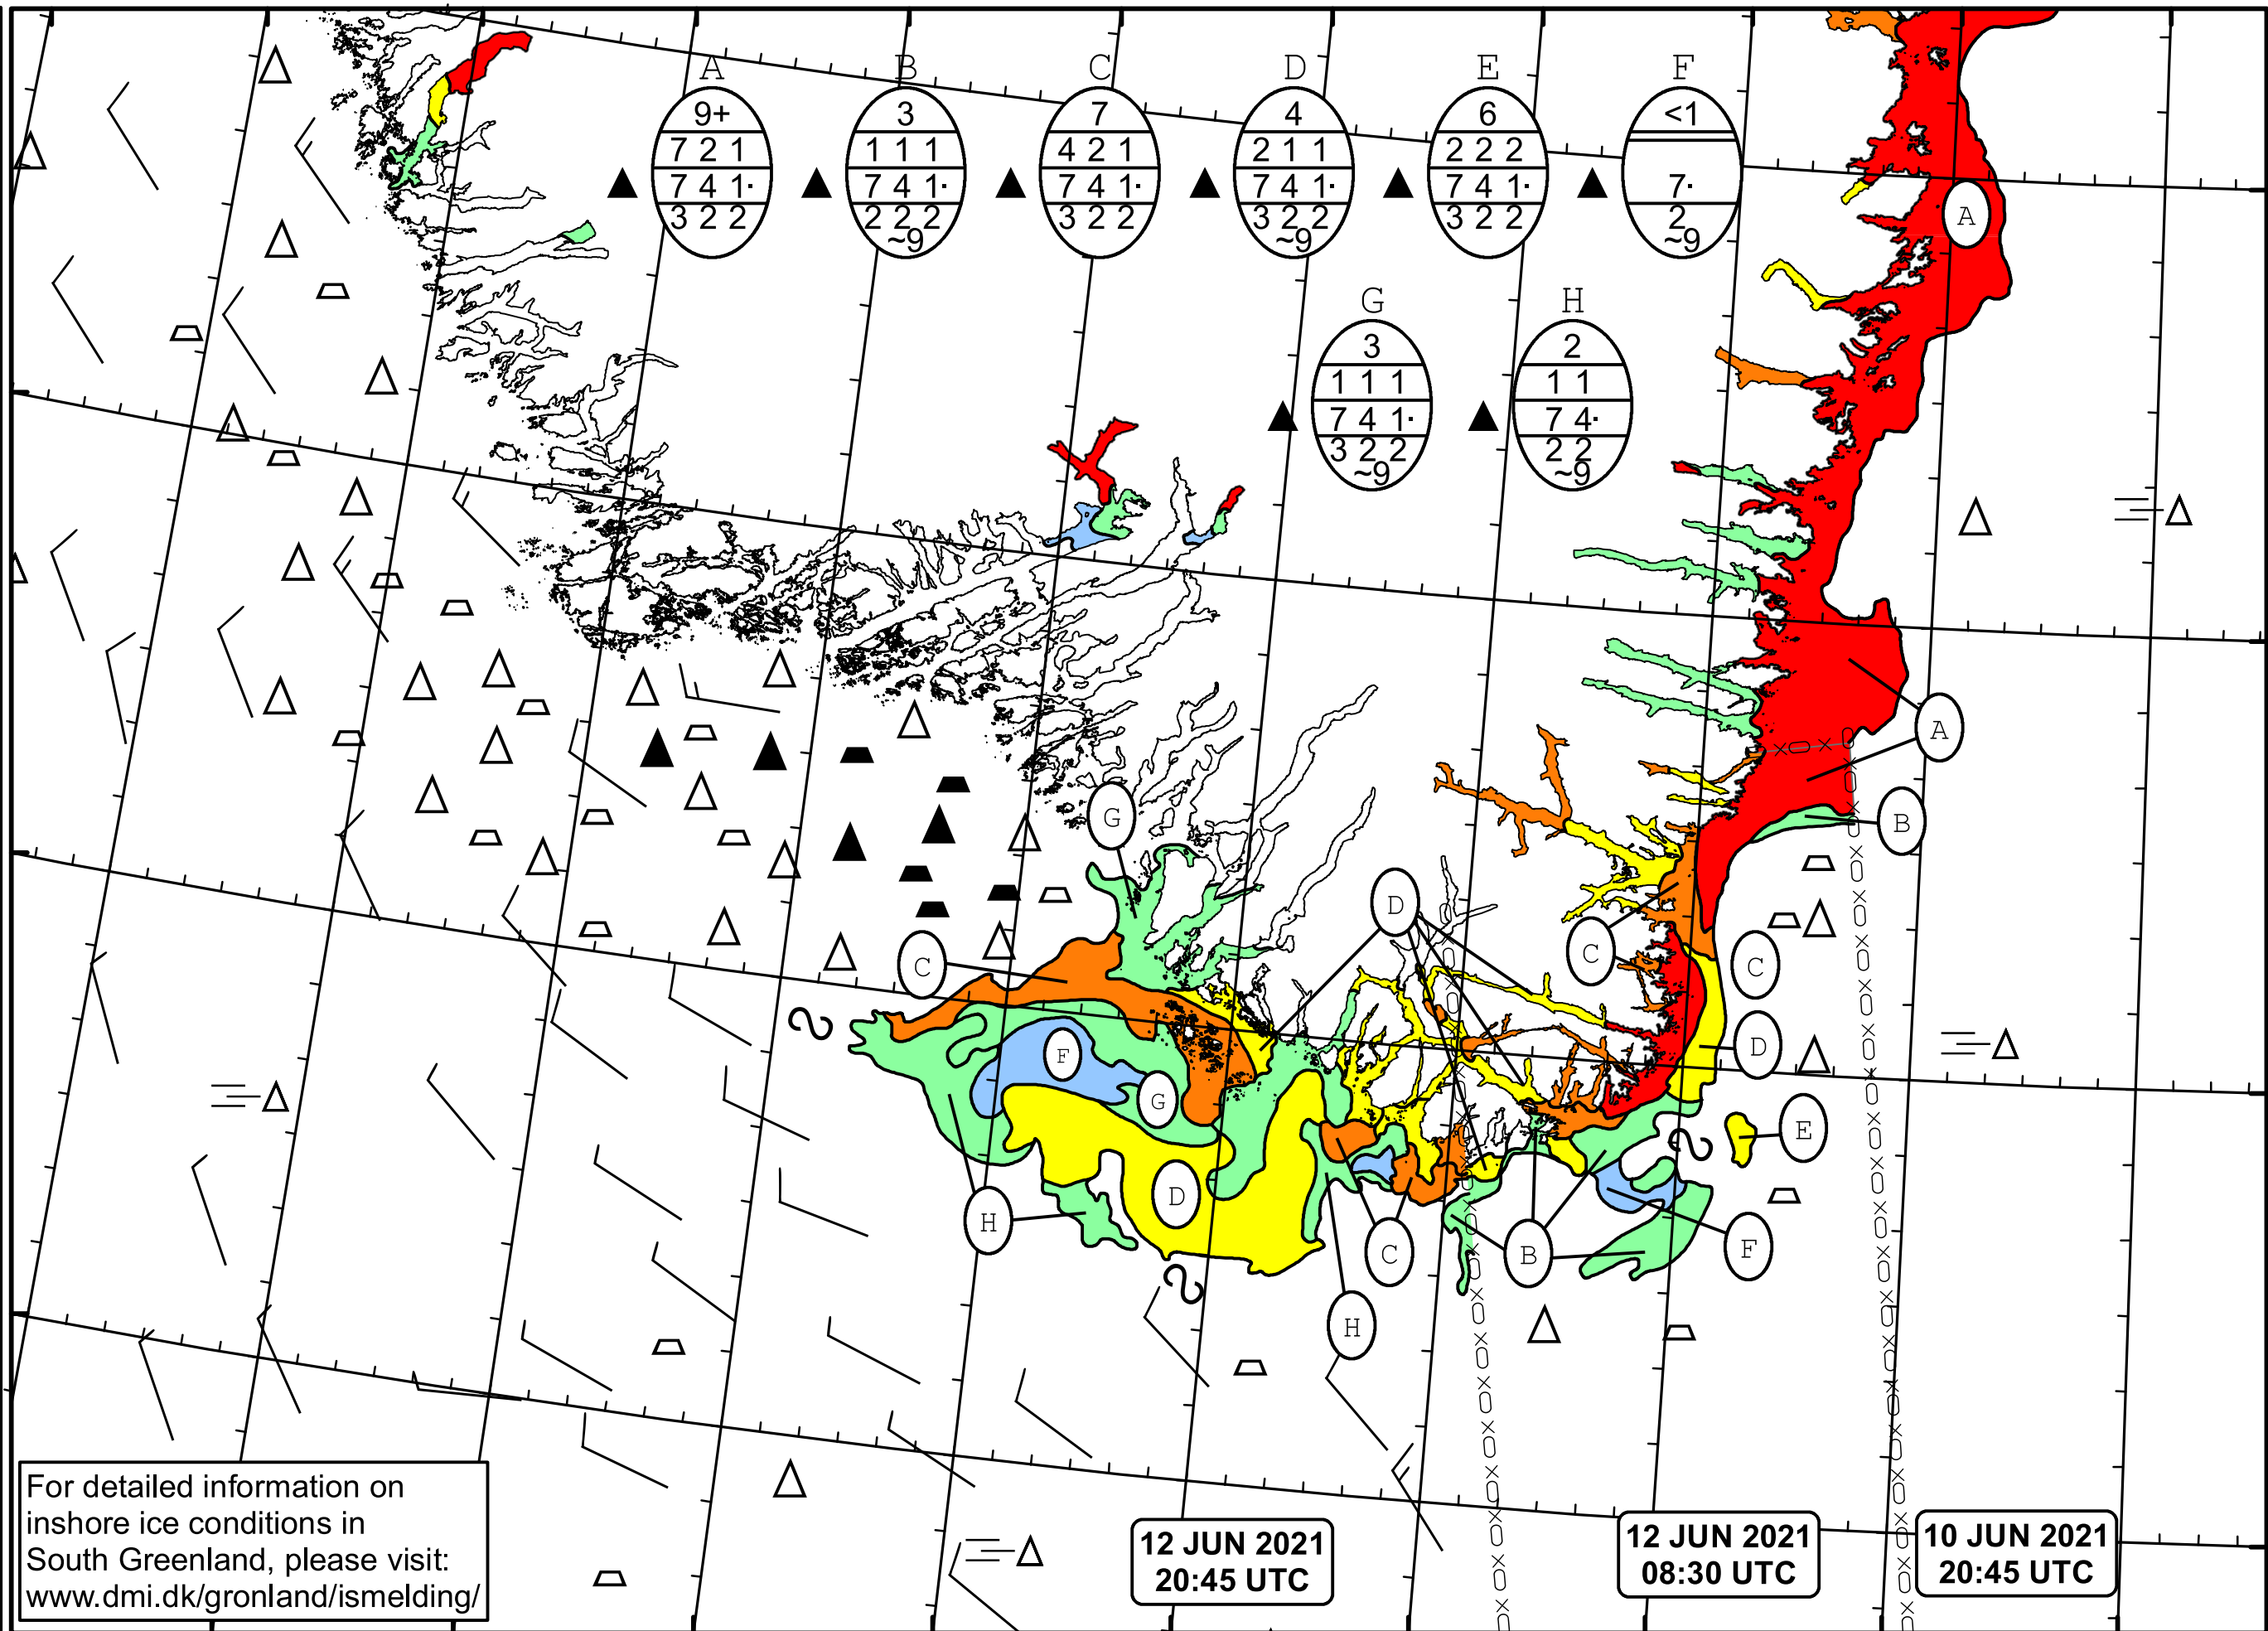 A B C D E F
9+ 3 7 4 6 <1
7 2 1 1 1 1 4 2 1 2 1 1 2 2 2
7 4 1· 7 4 1· 7 4 1· 7 4 1· 7 4 1· 7·
3 2 2 2 2 2 3 2 2 3 2 2 3 2 2 2
~9 ~9 ~9
A
G H
3 2
1 1 1 1 1
7 4 1· 7 4·
3 2 2 2 2
~9 ~9
A
G
B
D
C
C
C
F
D
G
E
D
H
C
B
F
H
For detailed information on
inshore ice conditions in
South Greenland, please visit:
www.dmi.dk/gronland/ismelding/
12 JUN 2021
20:45 UTC
12 JUN 2021
08:30 UTC
10 JUN 2021
20:45 UTC